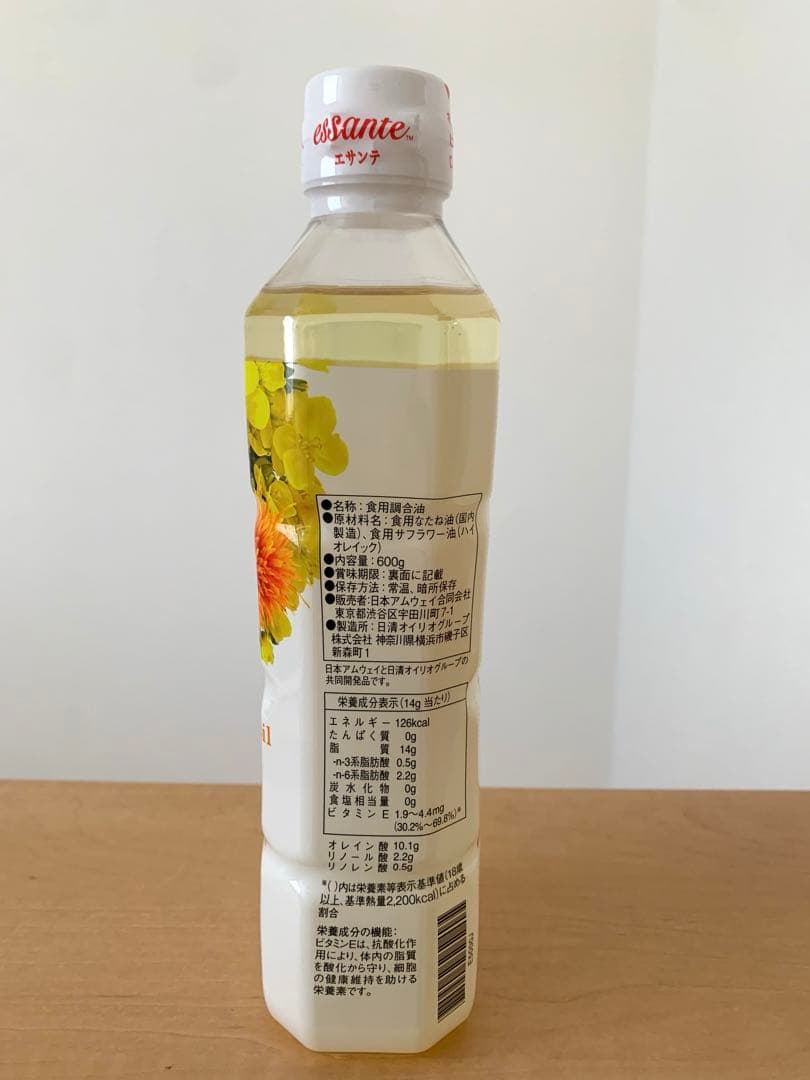 essante™
エサンテ
●名称:食用調合油
●原材料名:食用なたね油(国内
製造)、食用サフラワー油(ハイ
オレイック)
●内容量:600g
●賞味期限:裏面に記載
●保存方法:常温、暗所保存
●販売者:日本アムウェイ合同会社
東京都渋谷区宇田川町7-1
●製造所:日清オイリオグループ
株式会社 神奈川県横浜市磯子区
新森町1
日本アムウェイと日清オイリオグループの
共同開発品です。
栄養成分表示(14g 当たり)
エネルギー 126kcal
たんぱく質 0g
脂質 14g
-n-3系脂肪酸 0.5g
-n-6系脂肪酸 2.2g
炭水化物 0g
食塩相当量 0g
ビタミンE 1.9〜4.4mg
(30.2%〜69.8%)*
オレイン酸 10.1g
リノール酸 2.2g
リノレン酸 0.5g
*( )内は栄養素等表示基準値(18歳
以上、基準熱量2,200kcal)に占める
割合
栄養成分の機能:
ビタミンEは、抗酸化作
用により、体内の脂質
を酸化から守り、細胞
の健康維持を助ける
栄養素です。
il